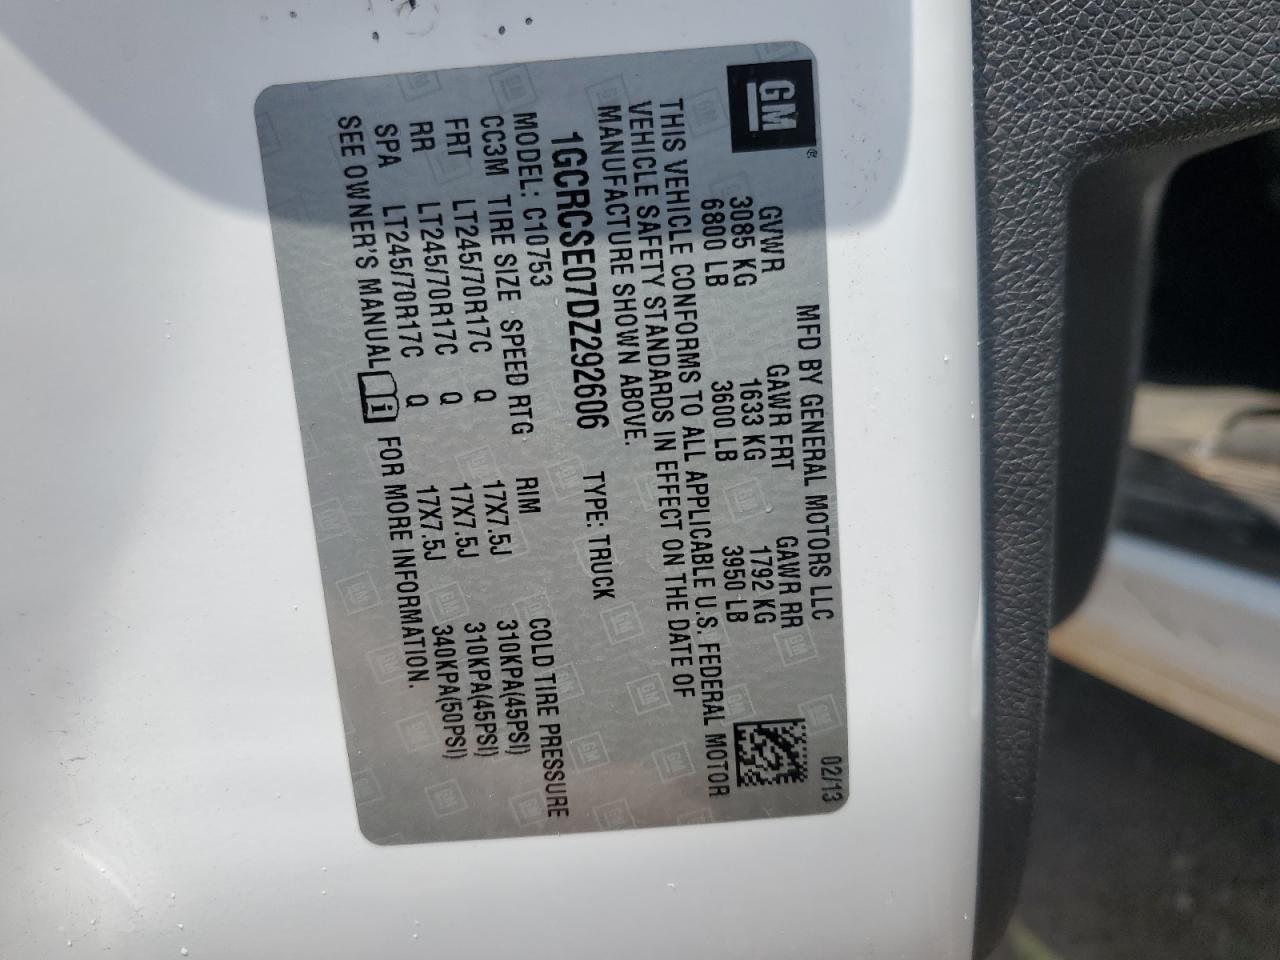 GM®
MFD BY GENERAL MOTORS LLC 02/13
GVWR GAWR FRT GAWR RR
3085 KG 1633 KG 1792 KG
6800 LB 3600 LB 3950 LB
THIS VEHICLE CONFORMS TO ALL APPLICABLE U.S. FEDERAL MOTOR
VEHICLE SAFETY STANDARDS IN EFFECT ON THE DATE OF
MANUFACTURE SHOWN ABOVE.
1GCRCSE07DZ292606 TYPE: TRUCK
MODEL: C10753
CC3M TIRE SIZE SPEED RTG RIM COLD TIRE PRESSURE
FRT LT245/70R17C Q 17X7.5J 310KPA(45PSI)
RR LT245/70R17C Q 17X7.5J 310KPA(45PSI)
SPA LT245/70R17C Q 17X7.5J 340KPA(50PSI)
SEE OWNER'S MANUAL i FOR MORE INFORMATION.